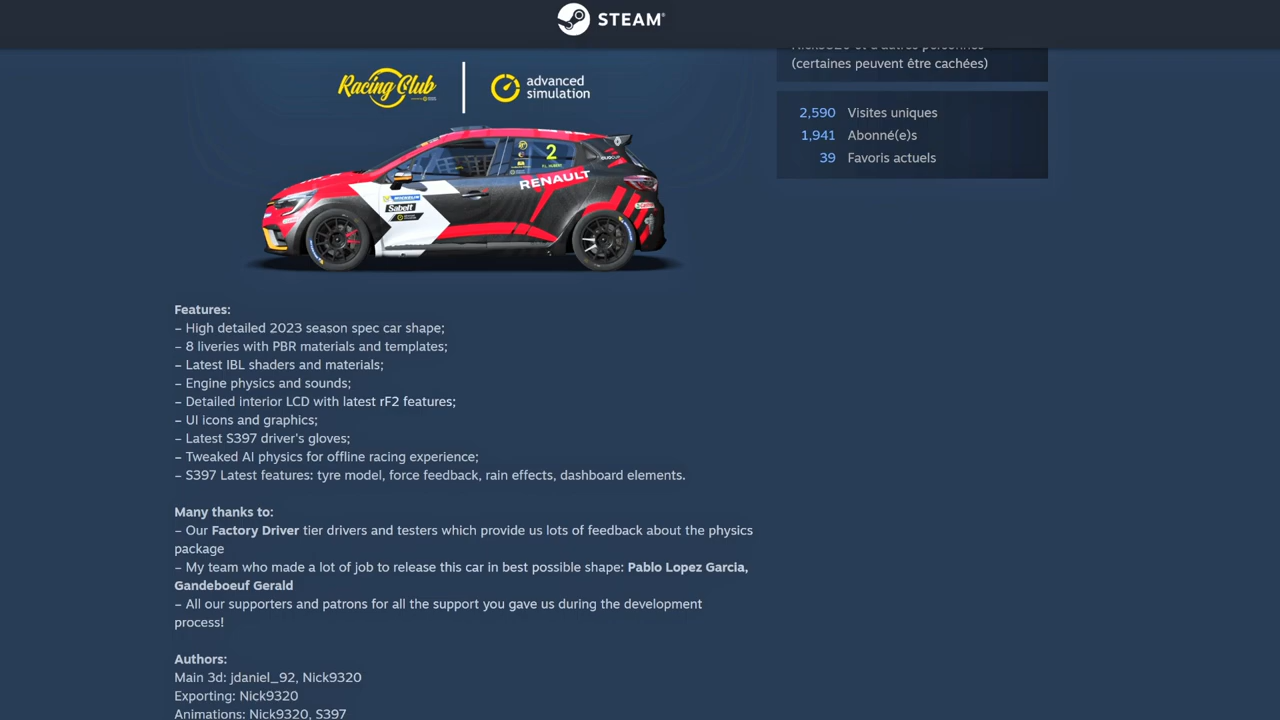 STEAM®
Nick9320 et d'autres personnes
(certaines peuvent être cachées)
Racing Club
advanced
simulation
2,590 Visites uniques
1,941 Abonné(e)s
39 Favoris actuels
2
RENAULT
Sabelt
Features:
– High detailed 2023 season spec car shape;
– 8 liveries with PBR materials and templates;
– Latest IBL shaders and materials;
– Engine physics and sounds;
– Detailed interior LCD with latest rF2 features;
– UI icons and graphics;
– Latest S397 driver's gloves;
– Tweaked AI physics for offline racing experience;
– S397 Latest features: tyre model, force feedback, rain effects, dashboard elements.
Many thanks to:
– Our Factory Driver tier drivers and testers which provide us lots of feedback about the physics
package
– My team who made a lot of job to release this car in best possible shape: Pablo Lopez Garcia,
Gandeboeuf Gerald
– All our supporters and patrons for all the support you gave us during the development
process!
Authors:
Main 3d: jdaniel_92, Nick9320
Exporting: Nick9320
Animations: Nick9320, S397